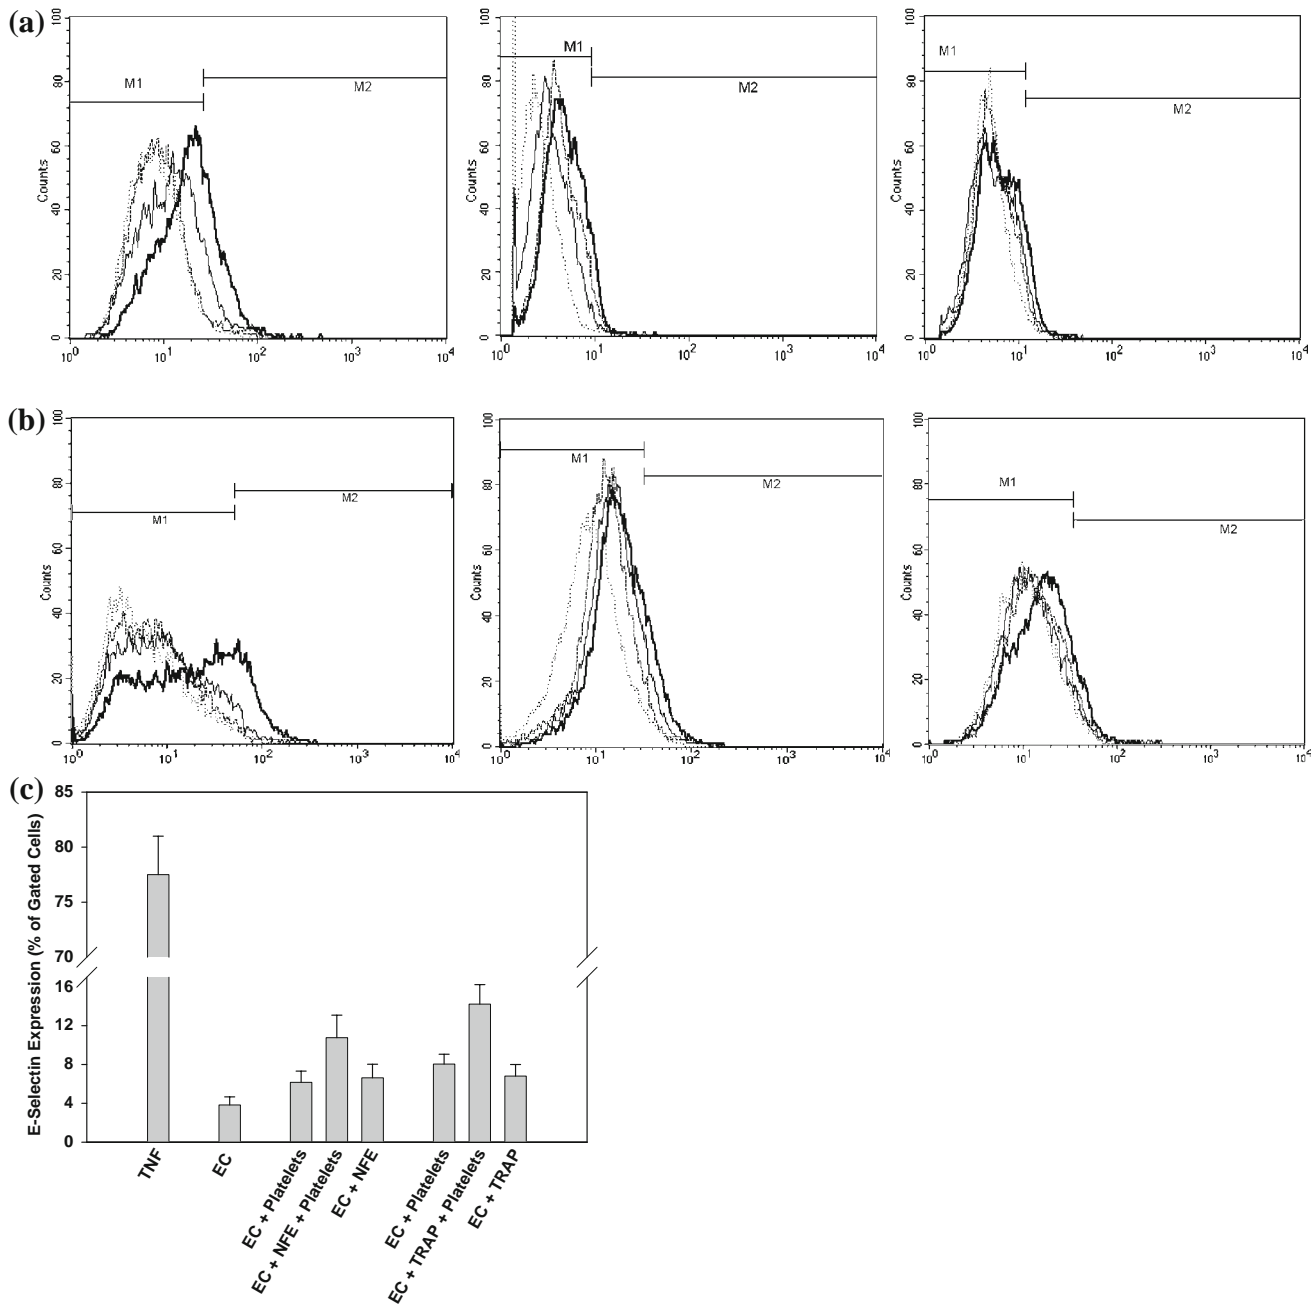 (a)
100
80
60
40
20
0
Counts
M1
M2
10^0
10^1
10^2
10^3
10^4
100
80
60
40
20
0
Counts
M1
M2
10^0
10^1
10^2
10^3
10^4
100
80
60
40
20
0
Counts
M1
M2
10^0
10^1
10^2
10^3
10^4
(b)
100
80
60
40
20
0
Counts
M1
M2
10^0
10^1
10^2
10^3
10^4
100
80
60
40
20
0
Counts
M1
M2
10^0
10^1
10^2
10^3
10^4
100
80
60
40
20
0
Counts
M1
M2
10^0
10^1
10^2
10^3
10^4
(c)
E-Selectin Expression (% of Gated Cells)
85
80
75
70
16
12
8
4
0
TNF
EC
EC + Platelets
EC + NFE + Platelets
EC + NFE
EC + Platelets
EC + TRAP + Platelets
EC + TRAP